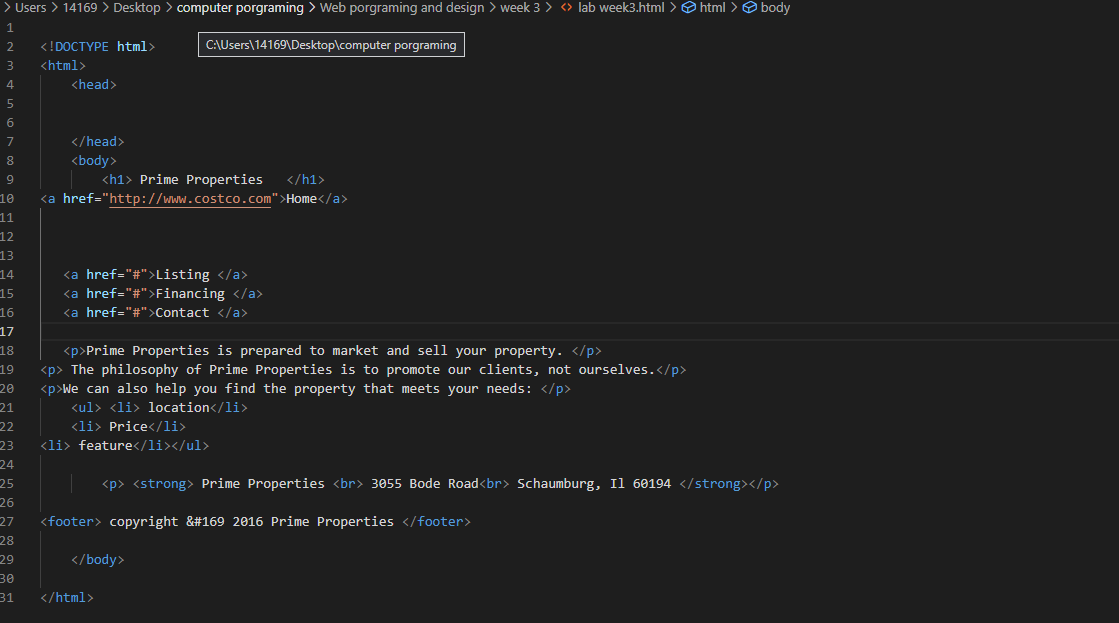 > Users > 14169 > Desktop > computer porgraming > Web porgraming and design > week 3 > <> lab week3.html > html > body
1
2 <!DOCTYPE html>
C:\Users\14169\Desktop\computer porgraming
3 <html>
4 <head>
5
6
7 </head>
8 <body>
9 <h1> Prime Properties </h1>
10 <a href="http://www.costco.com">Home</a>
11
12
13
14 <a href="#">Listing </a>
15 <a href="#">Financing </a>
16 <a href="#">Contact </a>
17
18 <p>Prime Properties is prepared to market and sell your property. </p>
19 <p> The philosophy of Prime Properties is to promote our clients, not ourselves.</p>
20 <p>We can also help you find the property that meets your needs: </p>
21 <ul> <li> location</li>
22 <li> Price</li>
23 <li> feature</li></ul>
24
25 <p> <strong> Prime Properties <br> 3055 Bode Road<br> Schaumburg, Il 60194 </strong></p>
26
27 <footer> copyright &#169 2016 Prime Properties </footer>
28
29 </body>
30
31 </html>